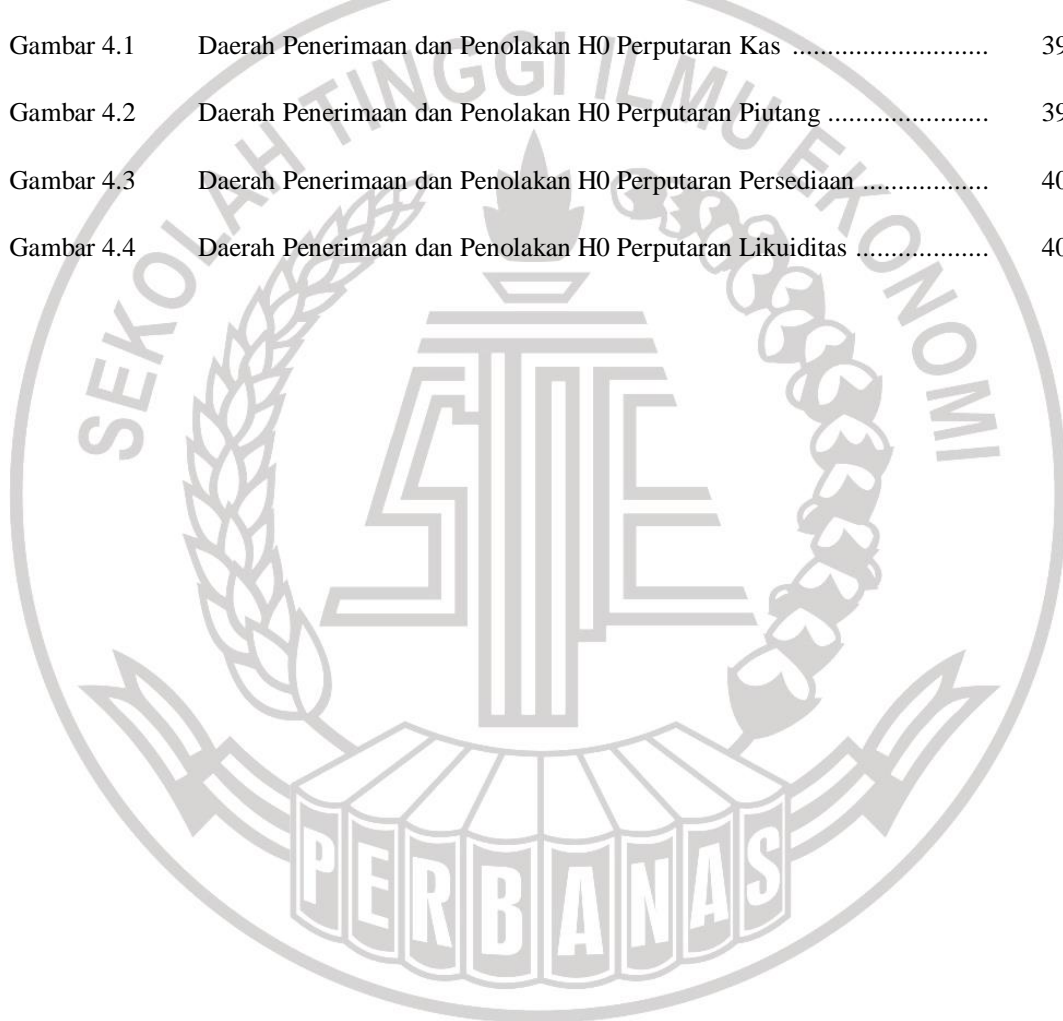 Gambar 4.1 Daerah Penerimaan dan Penolakan H0 Perputaran Kas ............................ 39
Gambar 4.2 Daerah Penerimaan dan Penolakan H0 Perputaran Piutang ....................... 39
Gambar 4.3 Daerah Penerimaan dan Penolakan H0 Perputaran Persediaan .................. 40
Gambar 4.4 Daerah Penerimaan dan Penolakan H0 Perputaran Likuiditas ................... 40
SEKOLAH TINGGI ILMU EKONOMI
STIE
PERBANAS